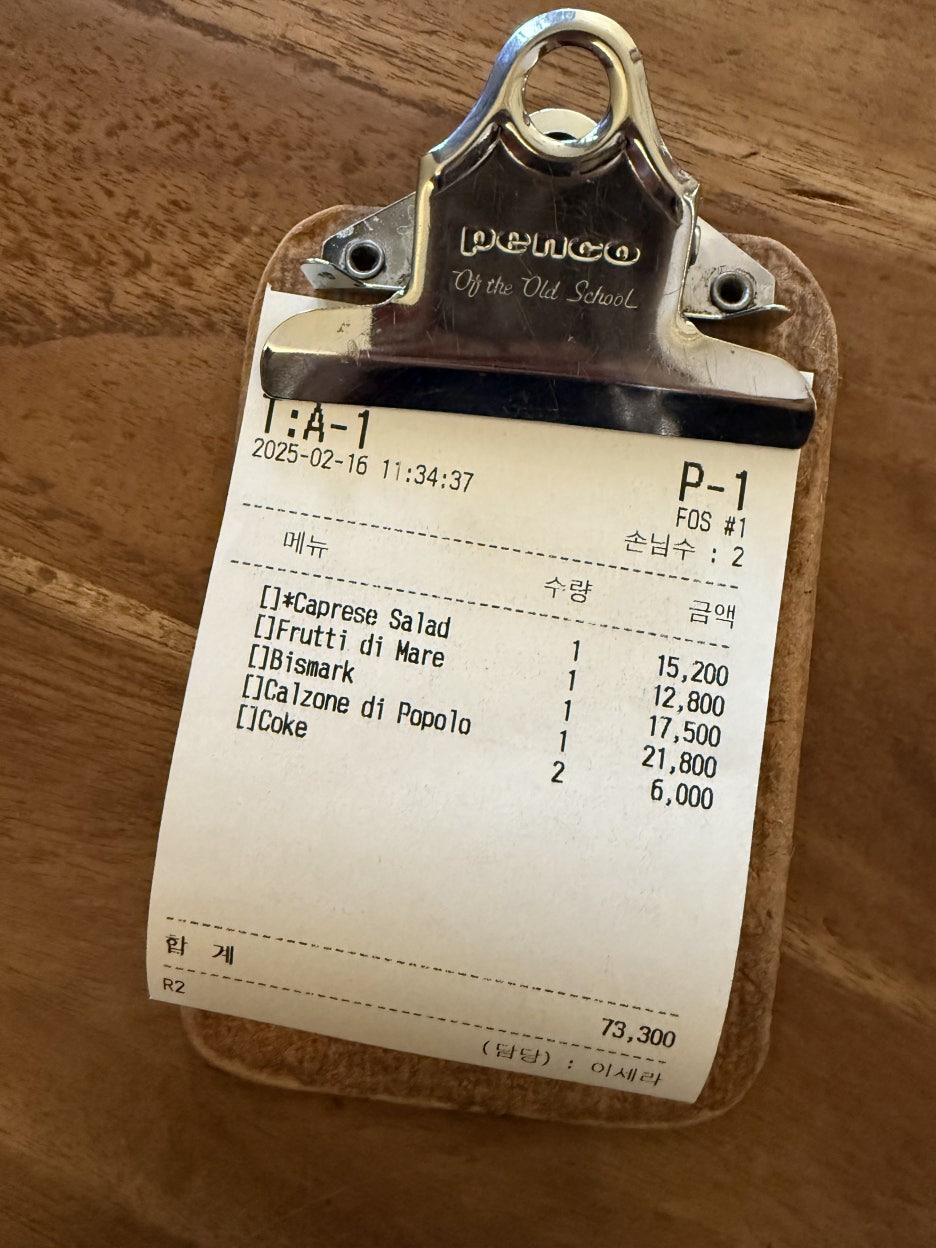 penco
Of the Old School
T:A-1
2025-02-16 11:34:37
P-1
FOS #1
손님수 : 2
메뉴 수량 금액
[]*Caprese Salad 1 15,200
[]Frutti di Mare 1 12,800
[]Bismark 1 17,500
[]Calzone di Popolo 1 21,800
[]Coke 2 6,000
합 계 73,300
R2
(담당) : 이세라